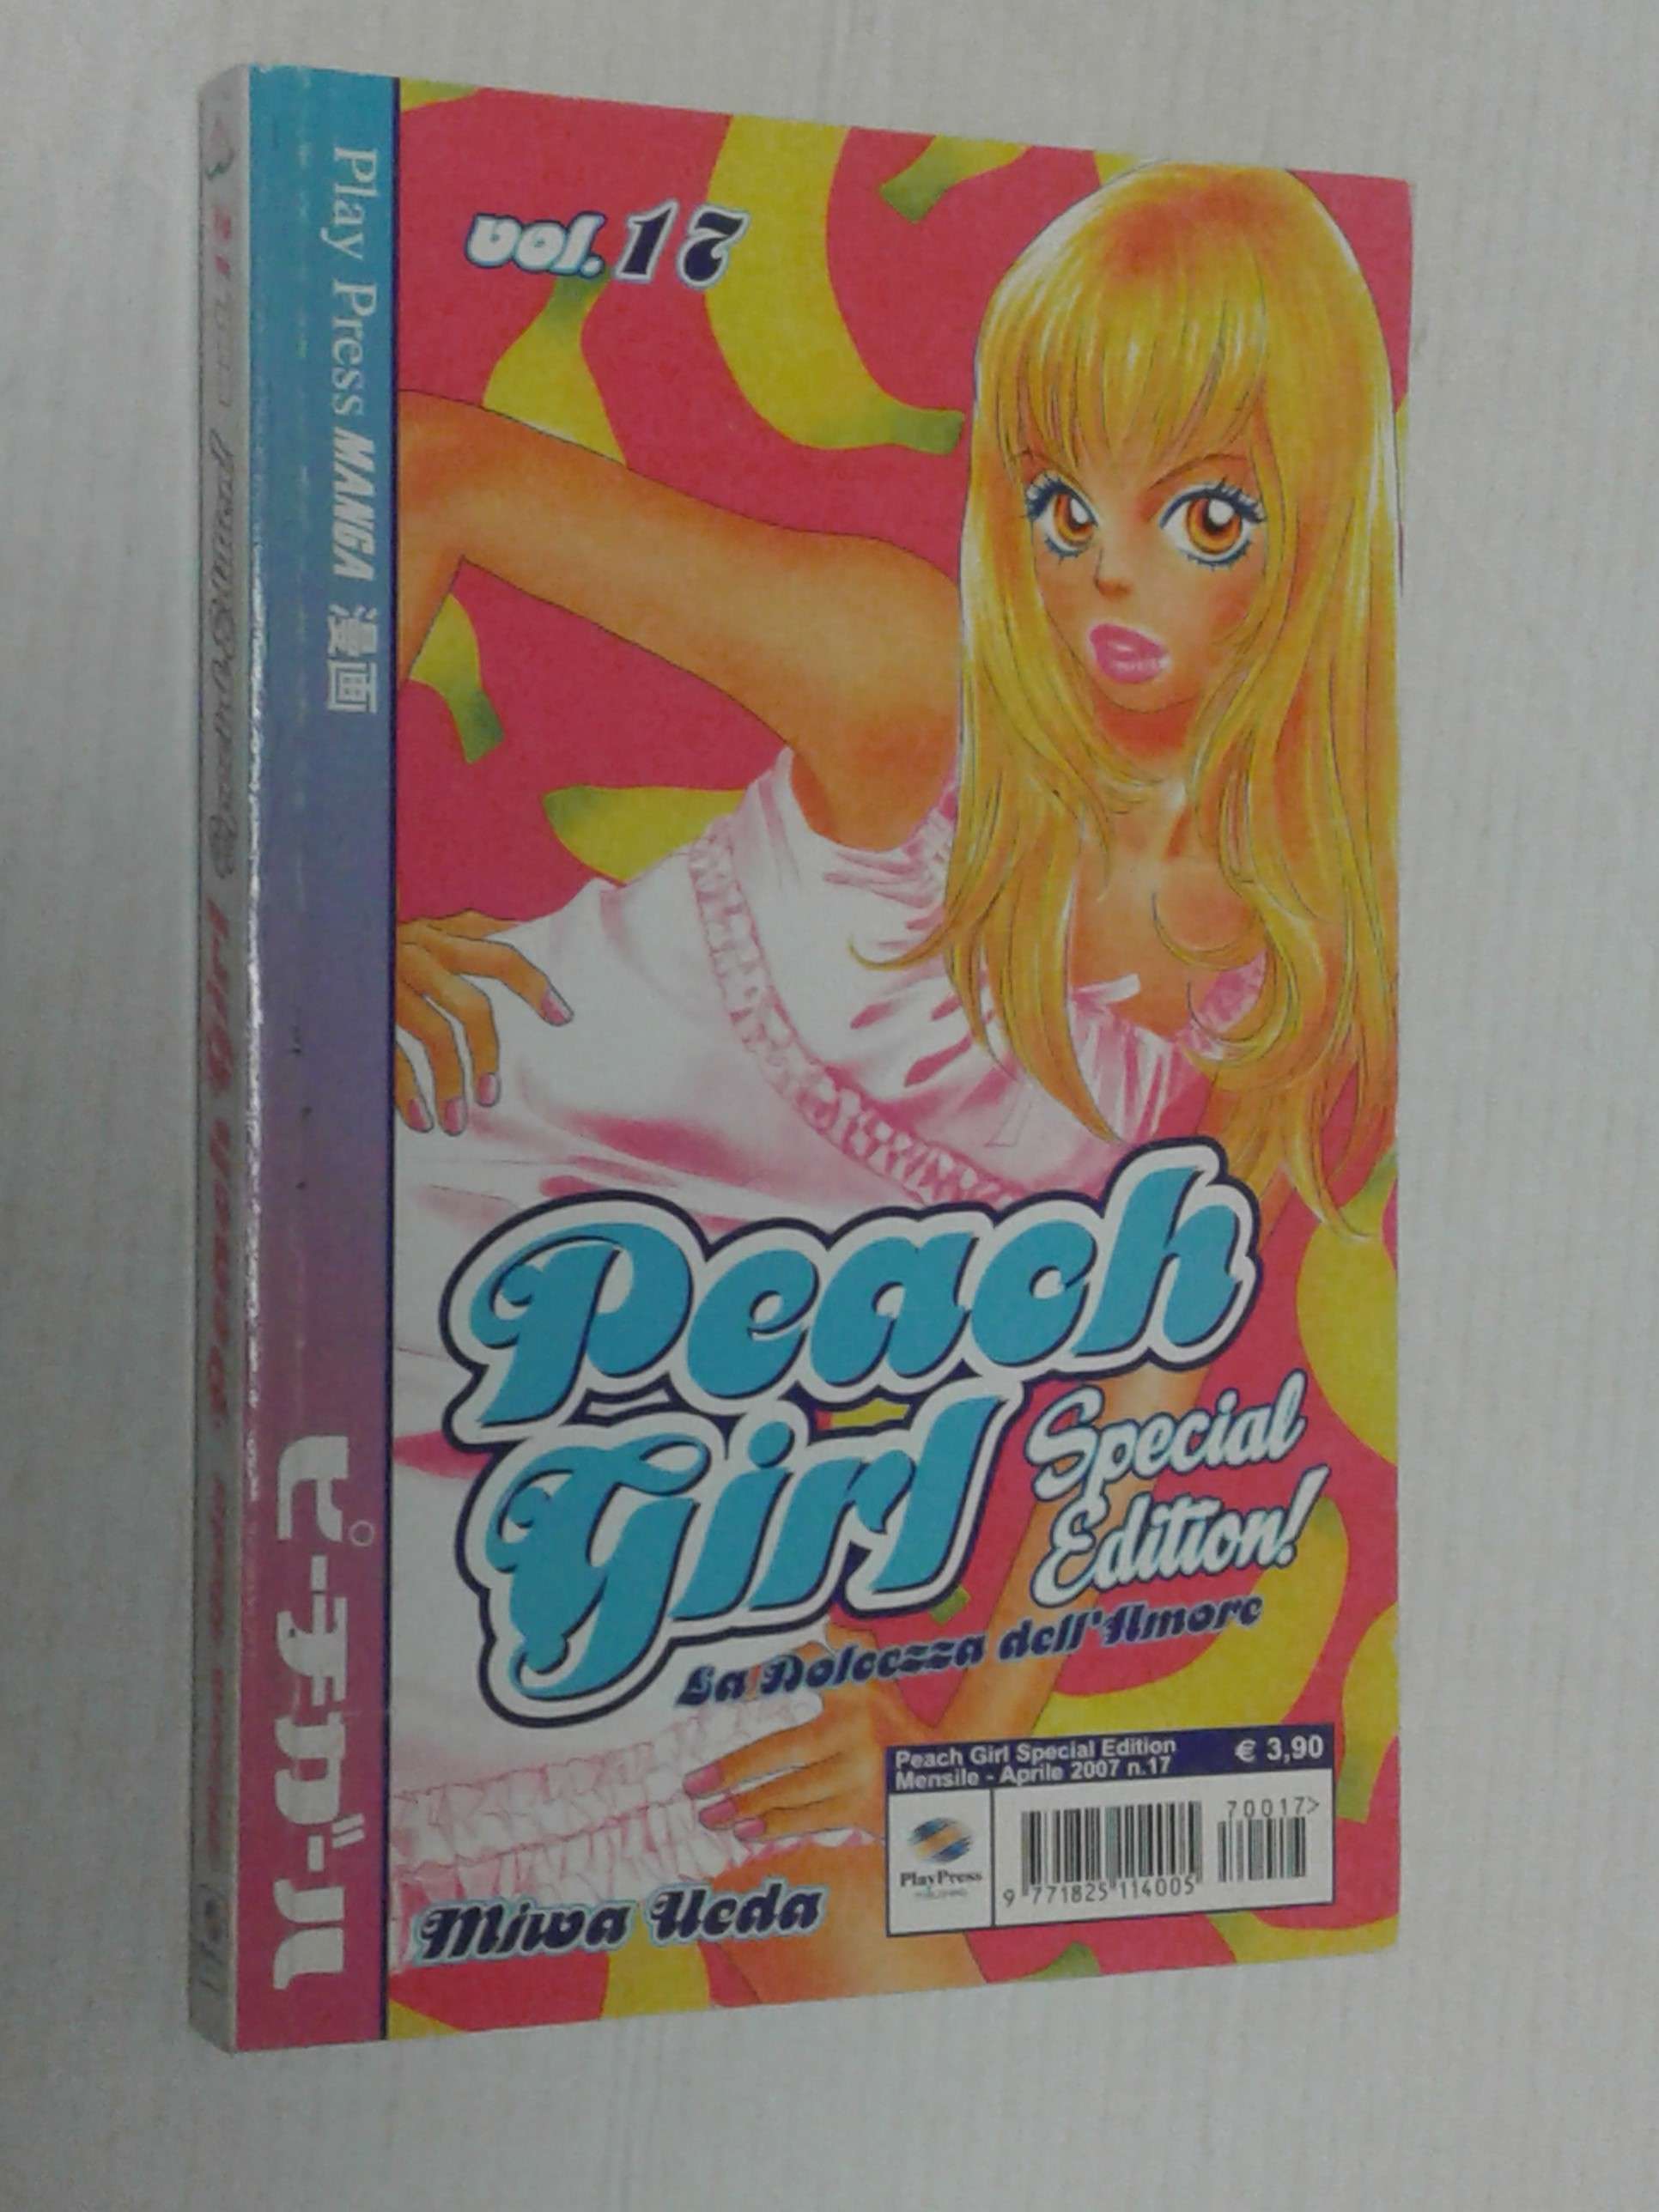 Play Press MANGA 漫画
ピーチガール
vol. 17
Peach
Girl
Special
Edition!
La Dolcezza dell'Amore
Miwa Ueda
Peach Girl Special Edition
Mensile - Aprile 2007 n.17
€ 3,90
PlayPress
70017>
9 771825 114005